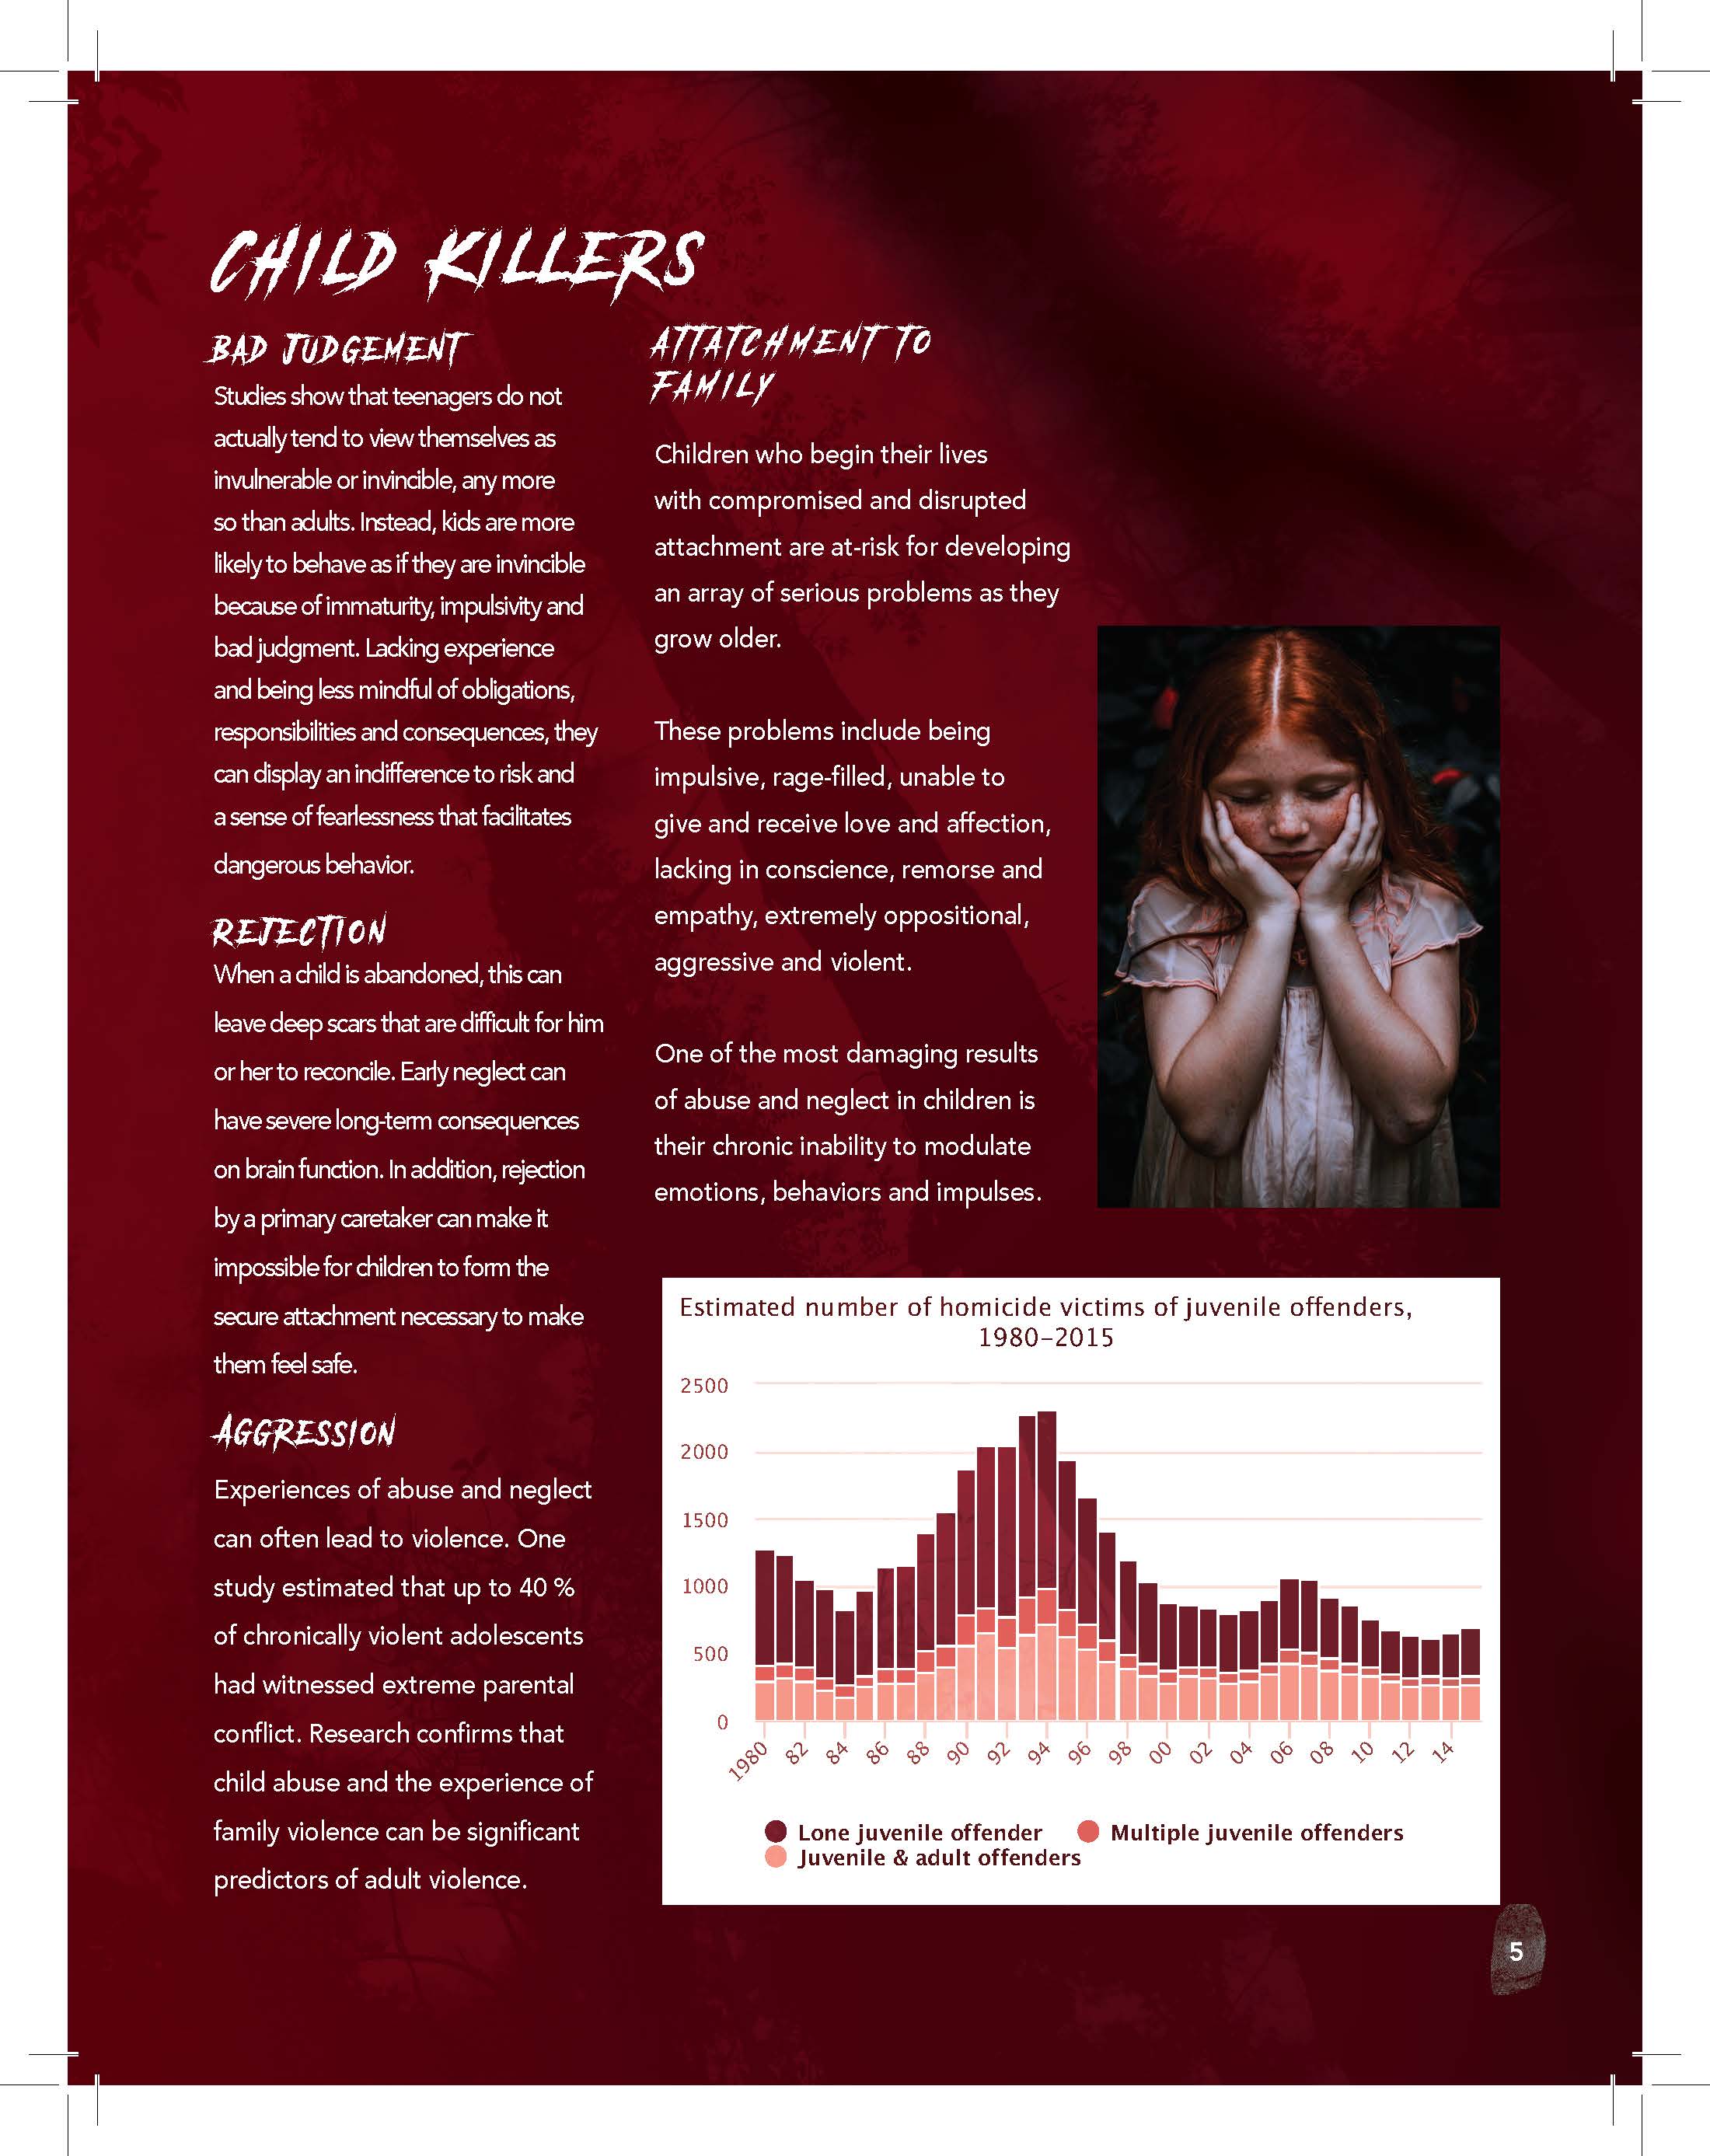 CHILD KILLERS
BAD JUDGEMENT
Studies show that teenagers do not
actually tend to view themselves as
invulnerable or invincible, any more
so than adults. Instead, kids are more
likely to behave as if they are invincible
because of immaturity, impulsivity and
bad judgment. Lacking experience
and being less mindful of obligations,
responsibilities and consequences, they
can display an indifference to risk and
a sense of fearlessness that facilitates
dangerous behavior.
REJECTION
When a child is abandoned, this can
leave deep scars that are difficult for him
or her to reconcile. Early neglect can
have severe long-term consequences
on brain function. In addition, rejection
by a primary caretaker can make it
impossible for children to form the
secure attachment necessary to make
them feel safe.
AGGRESSION
Experiences of abuse and neglect
can often lead to violence. One
study estimated that up to 40 %
of chronically violent adolescents
had witnessed extreme parental
conflict. Research confirms that
child abuse and the experience of
family violence can be significant
predictors of adult violence.
ATTATCHMENT TO
FAMILY
Children who begin their lives
with compromised and disrupted
attachment are at-risk for developing
an array of serious problems as they
grow older.
These problems include being
impulsive, rage-filled, unable to
give and receive love and affection,
lacking in conscience, remorse and
empathy, extremely oppositional,
aggressive and violent.
One of the most damaging results
of abuse and neglect in children is
their chronic inability to modulate
emotions, behaviors and impulses.
Estimated number of homicide victims of juvenile offenders,
1980–2015
2500
2000
1500
1000
500
0
1980 82 84 86 88 90 92 94 96 98 00 02 04 06 08 10 12 14
Lone juvenile offender Multiple juvenile offenders
Juvenile & adult offenders
5